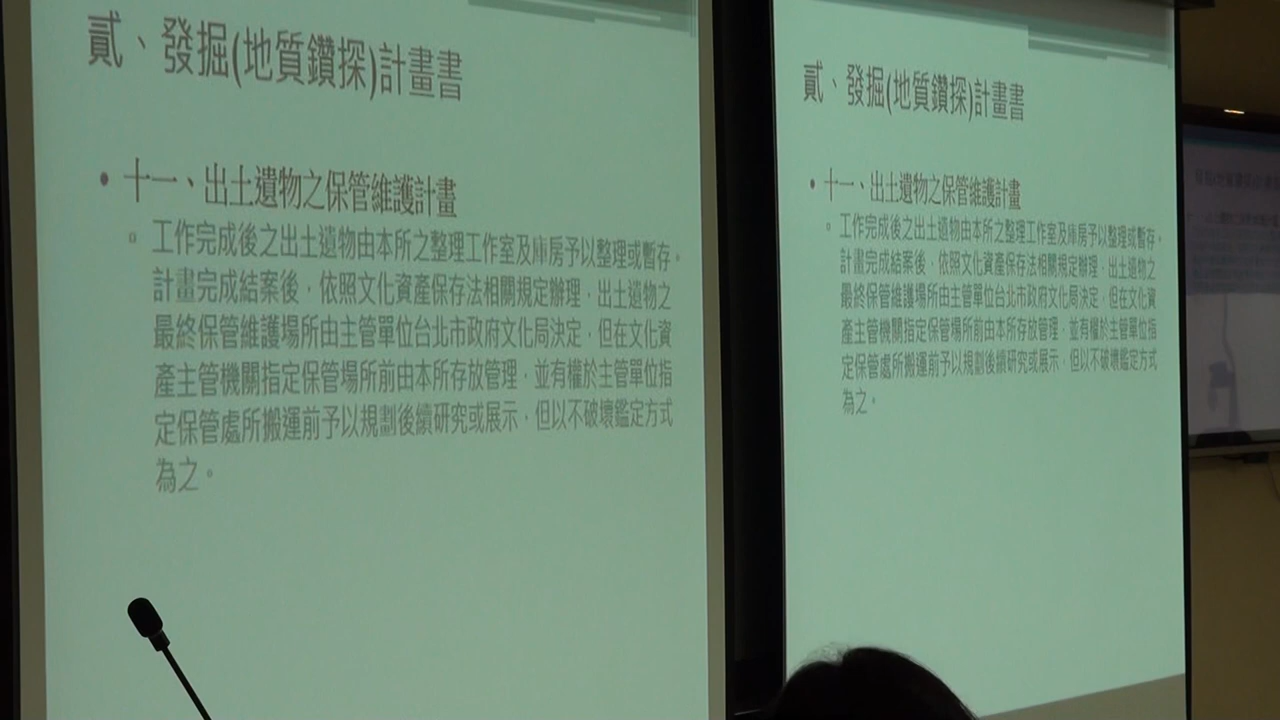 貳、發掘(地質鑽探)計畫書
• 十一、出土遺物之保管維護計畫
▫ 工作完成後之出土遺物由本所之整理工作室及庫房予以整理或暫存。
計畫完成結案後，依照文化資產保存法相關規定辦理，出土遺物之
最終保管維護場所由主管單位台北市政府文化局決定，但在文化資
產主管機關指定保管場所前由本所存放管理，並有權於主管單位指
定保管處所搬運前予以規劃後續研究或展示，但以不破壞鑑定方式
為之。
貳、發掘(地質鑽探)計畫書
• 十一、出土遺物之保管維護計畫
▫ 工作完成後之出土遺物由本所之整理工作室及庫房予以整理或暫存。
計畫完成結案後，依照文化資產保存法相關規定辦理，出土遺物之
最終保管維護場所由主管單位台北市政府文化局決定，但在文化資
產主管機關指定保管場所前由本所存放管理，並有權於主管單位指
定保管處所搬運前予以規劃後續研究或展示，但以不破壞鑑定方式
為之。